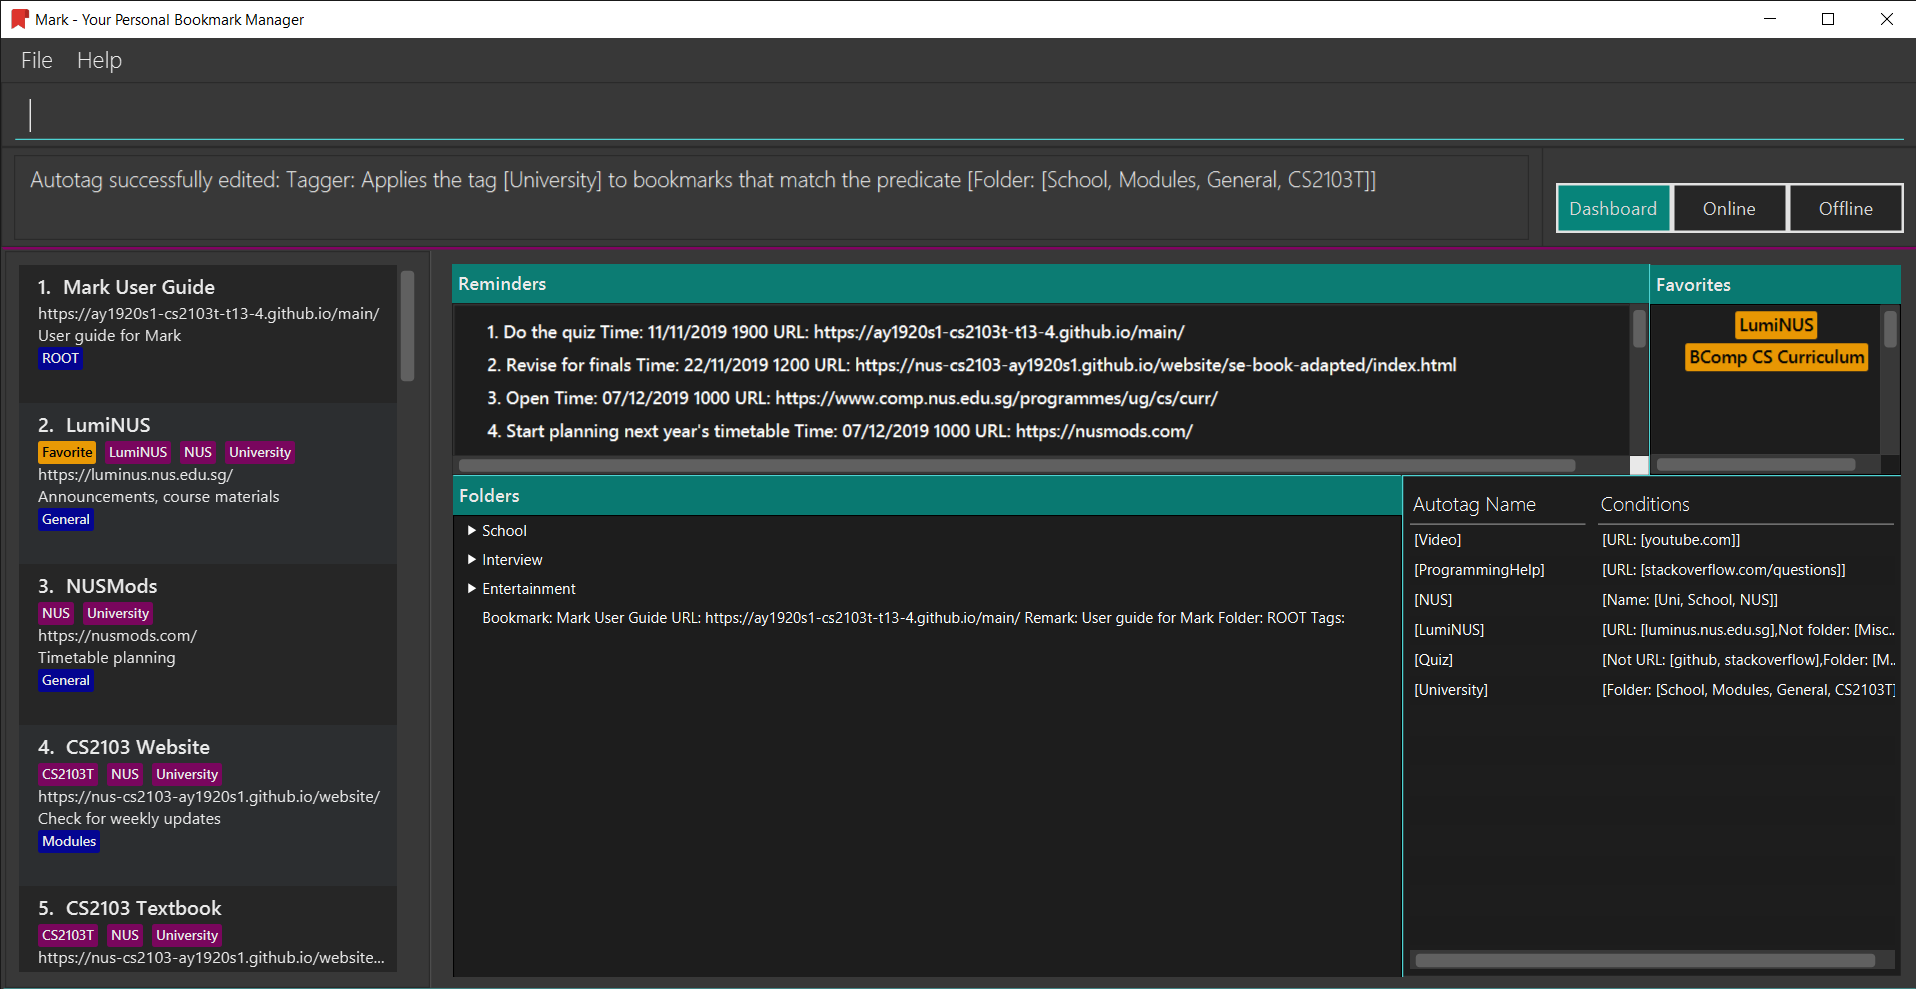 Mark - Your Personal Bookmark Manager
File Help
Autotag successfully edited: Tagger: Applies the tag [University] to bookmarks that match the predicate [Folder: [School, Modules, General, CS2103T]]
Dashboard Online Offline
1. Mark User Guide
https://ay1920s1-cs2103t-t13-4.github.io/main/
User guide for Mark
ROOT
2. LumiNUS
Favorite LumiNUS NUS University
https://luminus.nus.edu.sg/
Announcements, course materials
General
3. NUSMods
NUS University
https://nusmods.com/
Timetable planning
General
4. CS2103 Website
CS2103T NUS University
https://nus-cs2103-ay1920s1.github.io/website/
Check for weekly updates
Modules
5. CS2103 Textbook
CS2103T NUS University
https://nus-cs2103-ay1920s1.github.io/website...
Reminders
1. Do the quiz Time: 11/11/2019 1900 URL: https://ay1920s1-cs2103t-t13-4.github.io/main/
2. Revise for finals Time: 22/11/2019 1200 URL: https://nus-cs2103-ay1920s1.github.io/website/se-book-adapted/index.html
3. Open Time: 07/12/2019 1000 URL: https://www.comp.nus.edu.sg/programmes/ug/cs/curr/
4. Start planning next year's timetable Time: 07/12/2019 1000 URL: https://nusmods.com/
Favorites
LumiNUS
BComp CS Curriculum
Folders
School
Interview
Entertainment
Bookmark: Mark User Guide URL: https://ay1920s1-cs2103t-t13-4.github.io/main/ Remark: User guide for Mark Folder: ROOT Tags:
Autotag Name Conditions
[Video] [URL: [youtube.com]]
[ProgrammingHelp] [URL: [stackoverflow.com/questions]]
[NUS] [Name: [Uni, School, NUS]]
[LumiNUS] [URL: [luminus.nus.edu.sg],Not folder: [Misc..
[Quiz] [Not URL: [github, stackoverflow],Folder: [M..
[University] [Folder: [School, Modules, General, CS2103T]